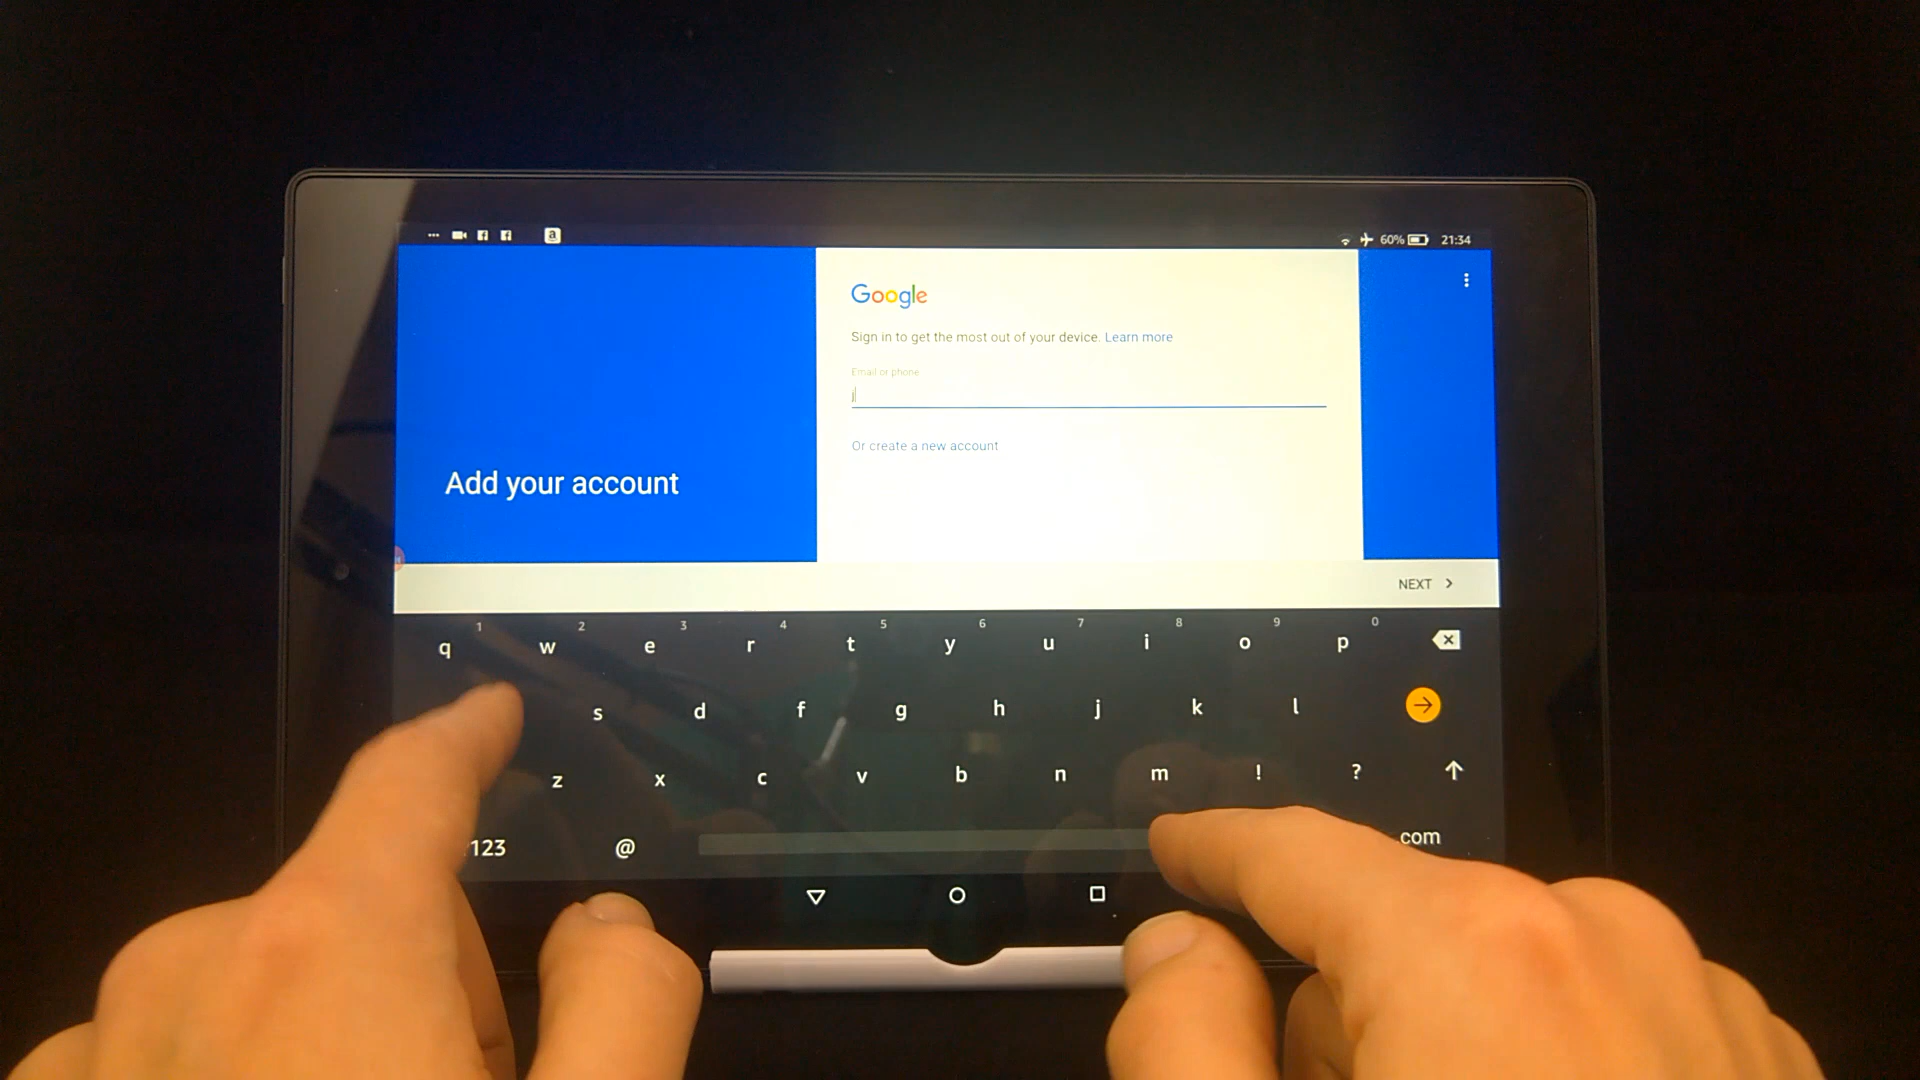 60% 21:34
Google
Sign in to get the most out of your device. Learn more
Email or phone
j
Or create a new account
Add your account
NEXT
1 2 3 4 5 6 7 8 9 0
q w e r t y u i o p
s d f g h j k l
z x c v b n m ! ?
123 @ .com